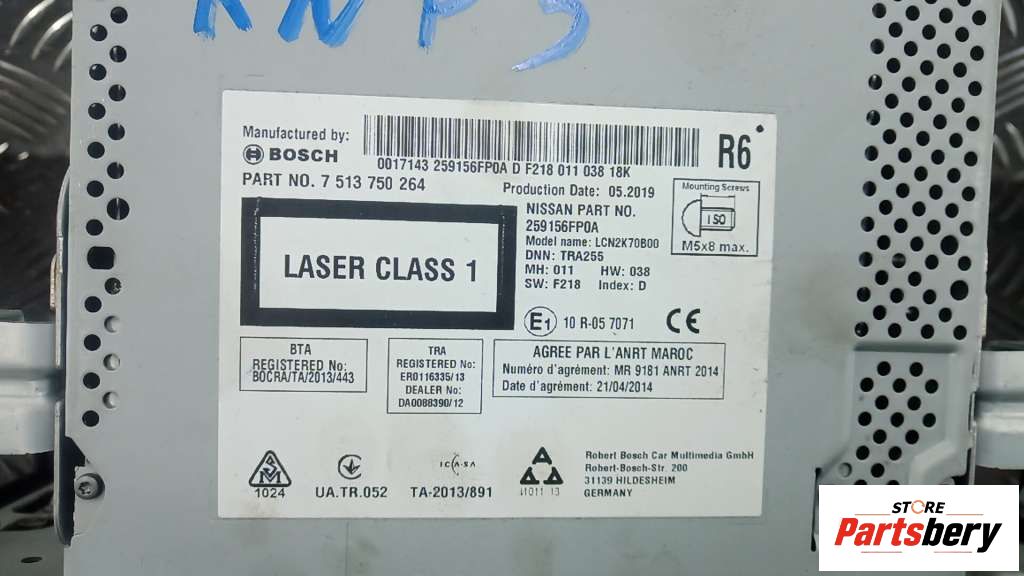 Manufactured by:
BOSCH
0017143 259156FP0A D F218 011 038 18K
R6
PART NO. 7 513 750 264
Production Date: 05.2019
NISSAN PART NO.
259156FP0A
Model name: LCN2K70B00
DNN: TRA255
MH: 011 HW: 038
SW: F218 Index: D
Mounting Screws
ISO
M5x8 max.
LASER CLASS 1
E1 10 R-05 7071 CE
BTA
REGISTERED No:
BOCRA/TA/2013/443
TRA
REGISTERED No:
ER0116335/13
DEALER No:
DA0088390/12
AGREE PAR L'ANRT MAROC
Numéro d'agrément: MR 9181 ANRT 2014
Date d'agrément: 21/04/2014
1024
UA.TR.052
ICASA
TA-2013/891
Robert Bosch Car Multimedia GmbH
Robert-Bosch-Str. 200
31139 HILDESHEIM
GERMANY
STORE
Partsbery